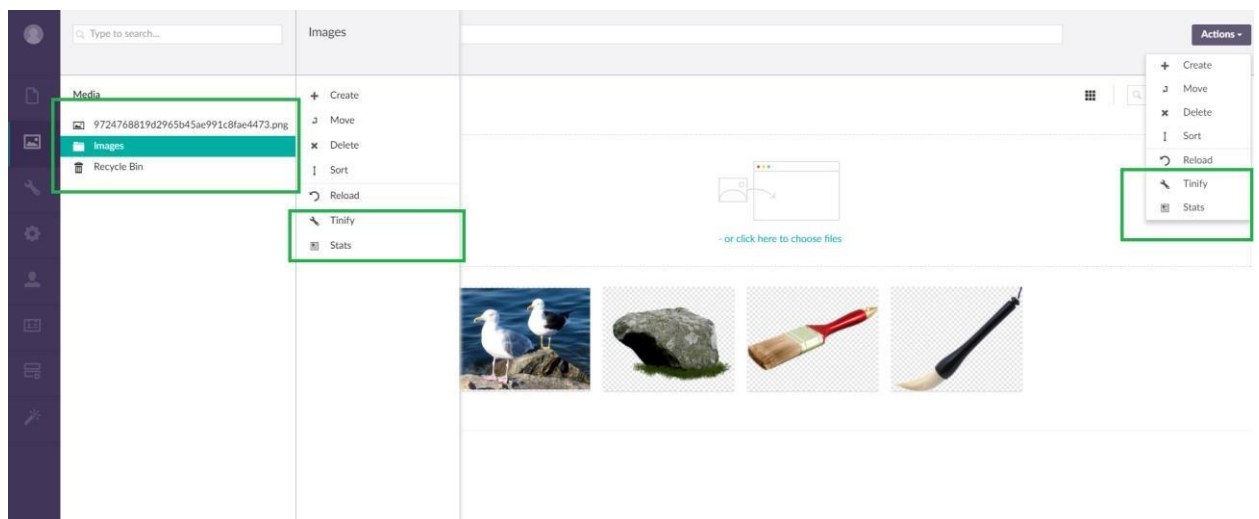 Type to search...
Media
9724768819d2965b45ae991c8fae4473.png
Images
Recycle Bin
Images
+ Create
Move
Delete
Sort
Reload
Tinify
Stats
- or click here to choose files
Actions
+ Create
Move
Delete
Sort
Reload
Tinify
Stats